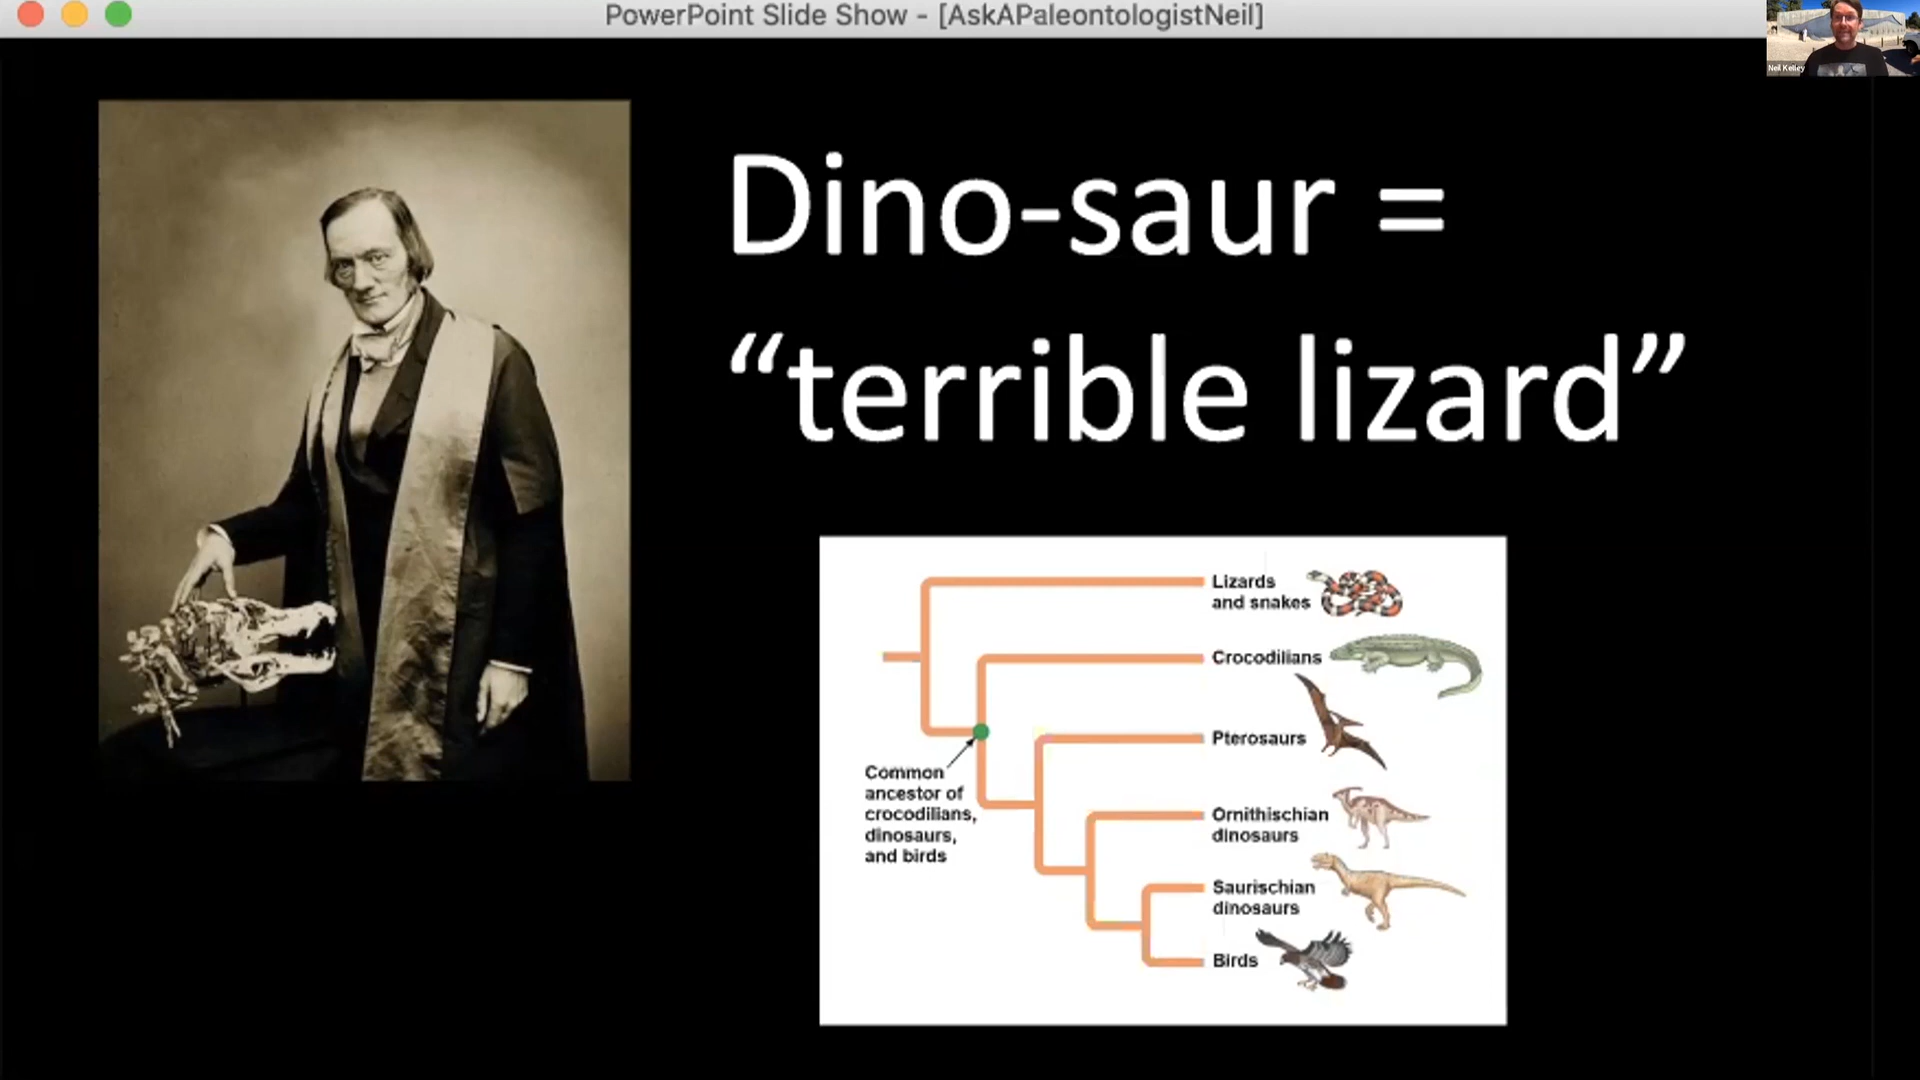 PowerPoint Slide Show - [AskAPaleontologistNeil]
Neil Kelley
Dino-saur =
“terrible lizard”
Lizards
and snakes
Crocodilians
Pterosaurs
Common
ancestor of
crocodilians,
dinosaurs,
and birds
Ornithischian
dinosaurs
Saurischian
dinosaurs
Birds